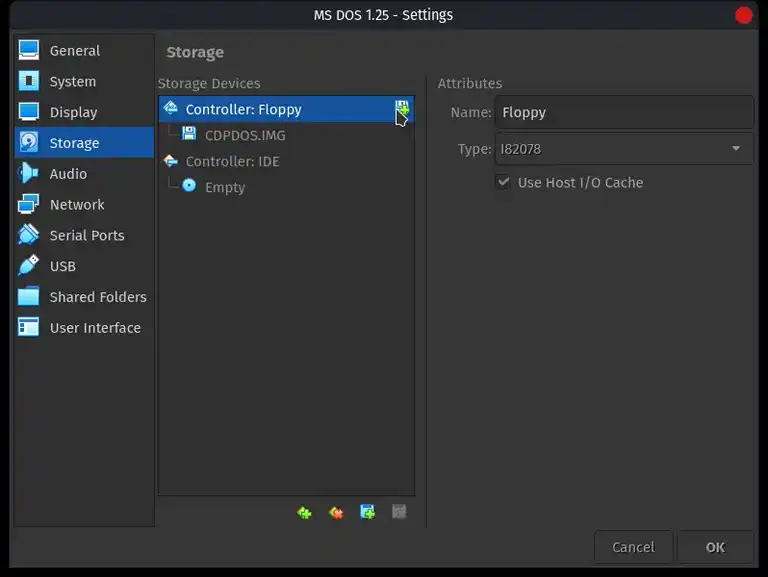 MS DOS 1.25 - Settings
General
System
Display
Storage
Audio
Network
Serial Ports
USB
Shared Folders
User Interface
Storage
Storage Devices
Controller: Floppy
CDPDOS.IMG
Controller: IDE
Empty
Attributes
Name: Floppy
Type: I82078
Use Host I/O Cache
Cancel OK